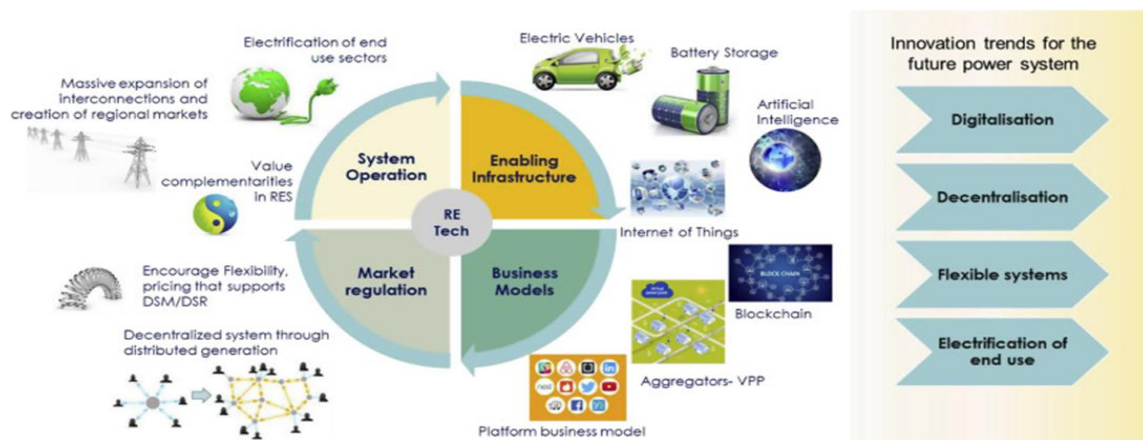 Electrification of end
use sectors
Massive expansion of
interconnections and
creation of regional markets
Value
complementarities
in RES
Encourage Flexibility,
pricing that supports
DSM/DSR
Decentralized system through
distributed generation
System
Operation
Enabling
Infrastructure
RE
Tech
Market
regulation
Business
Models
Electric Vehicles
Battery Storage
Artificial
Intelligence
Internet of Things
BLOCK CHAIN
Blockchain
Aggregators- VPP
nest
Platform business model
Innovation trends for the
future power system
Digitalisation
Decentralisation
Flexible systems
Electrification of
end use